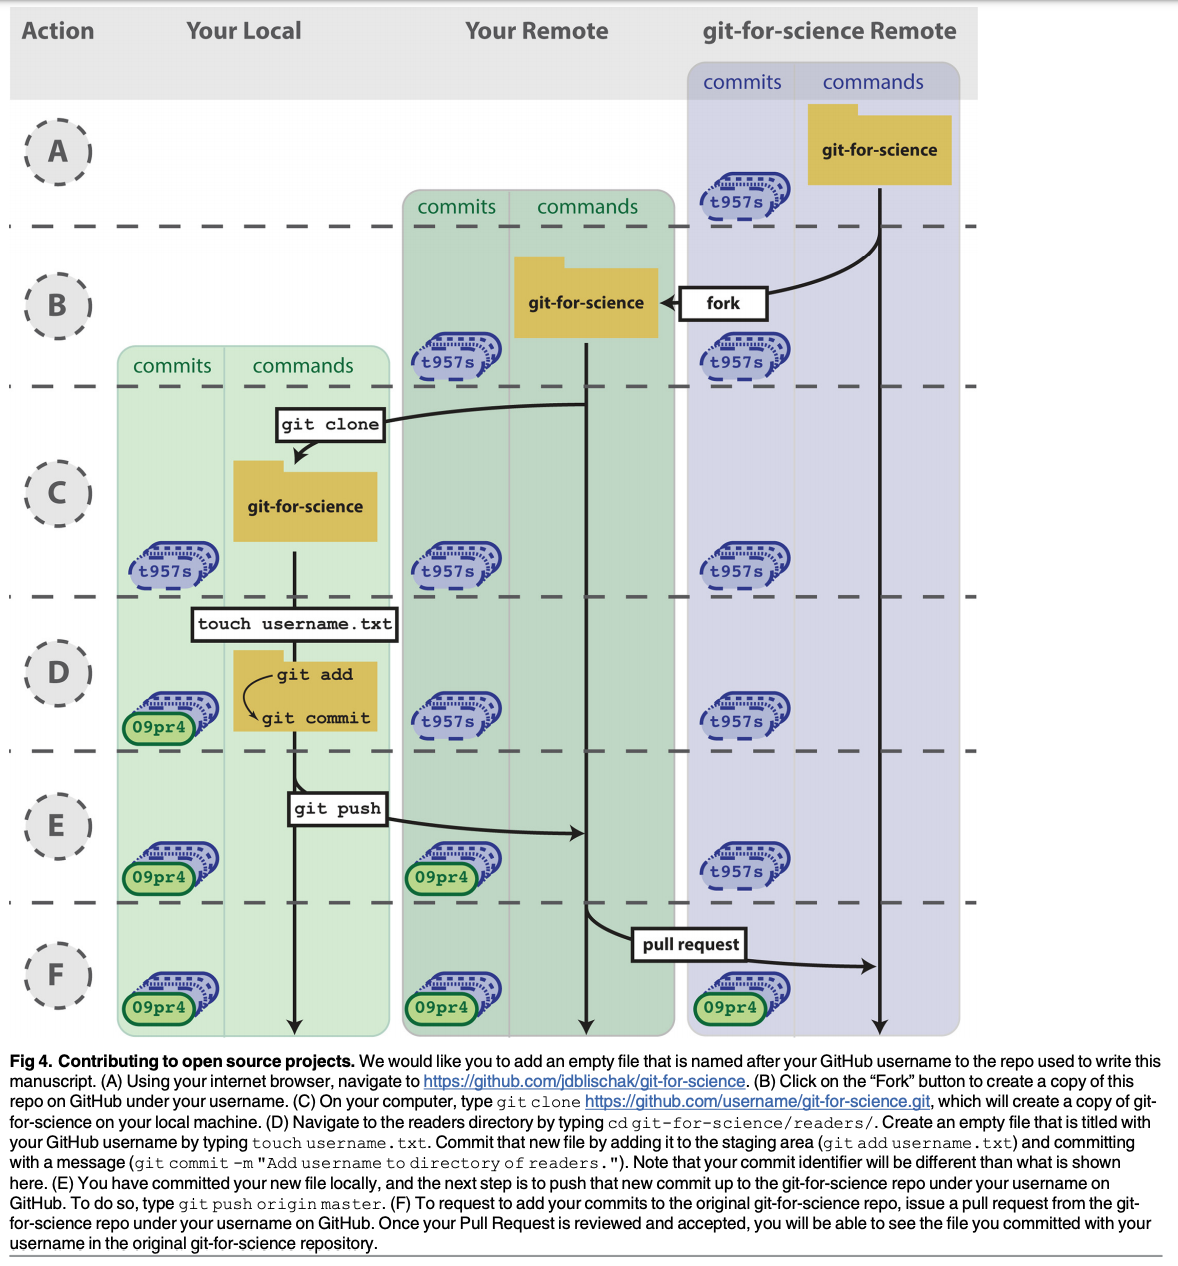 Action Your Local Your Remote git-for-science Remote
commits commands
A
git-for-science
t957s
commits commands
B
git-for-science
fork
t957s t957s
commits commands
git clone
C
git-for-science
t957s t957s t957s
touch username.txt
D
git add
git commit
09pr4 t957s t957s
git push
E
09pr4 09pr4 t957s
pull request
F
09pr4 09pr4 09pr4
Fig 4. Contributing to open source projects. We would like you to add an empty file that is named after your GitHub username to the repo used to write this
manuscript. (A) Using your internet browser, navigate to https://github.com/jdblischak/git-for-science. (B) Click on the “Fork” button to create a copy of this
repo on GitHub under your username. (C) On your computer, type git clone https://github.com/username/git-for-science.git, which will create a copy of git-
for-science on your local machine. (D) Navigate to the readers directory by typing cd git-for-science/readers/. Create an empty file that is titled with
your GitHub username by typing touch username.txt. Commit that new file by adding it to the staging area (git add username.txt) and committing
with a message (git commit -m "Add username to directory of readers."). Note that your commit identifier will be different than what is shown
here. (E) You have committed your new file locally, and the next step is to push that new commit up to the git-for-science repo under your username on
GitHub. To do so, type git push origin master. (F) To request to add your commits to the original git-for-science repo, issue a pull request from the git-
for-science repo under your username on GitHub. Once your Pull Request is reviewed and accepted, you will be able to see the file you committed with your
username in the original git-for-science repository.